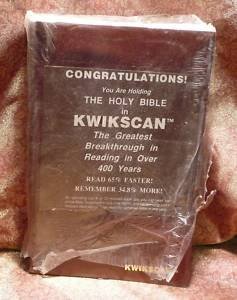 CONGRATULATIONS!
You Are Holding
THE HOLY BIBLE
in
KWIKSCAN™
The Greatest
Breakthrough in
Reading in Over
400 Years
READ 65% FASTER!
REMEMBER 34.8% MORE!
KWIKSCAN